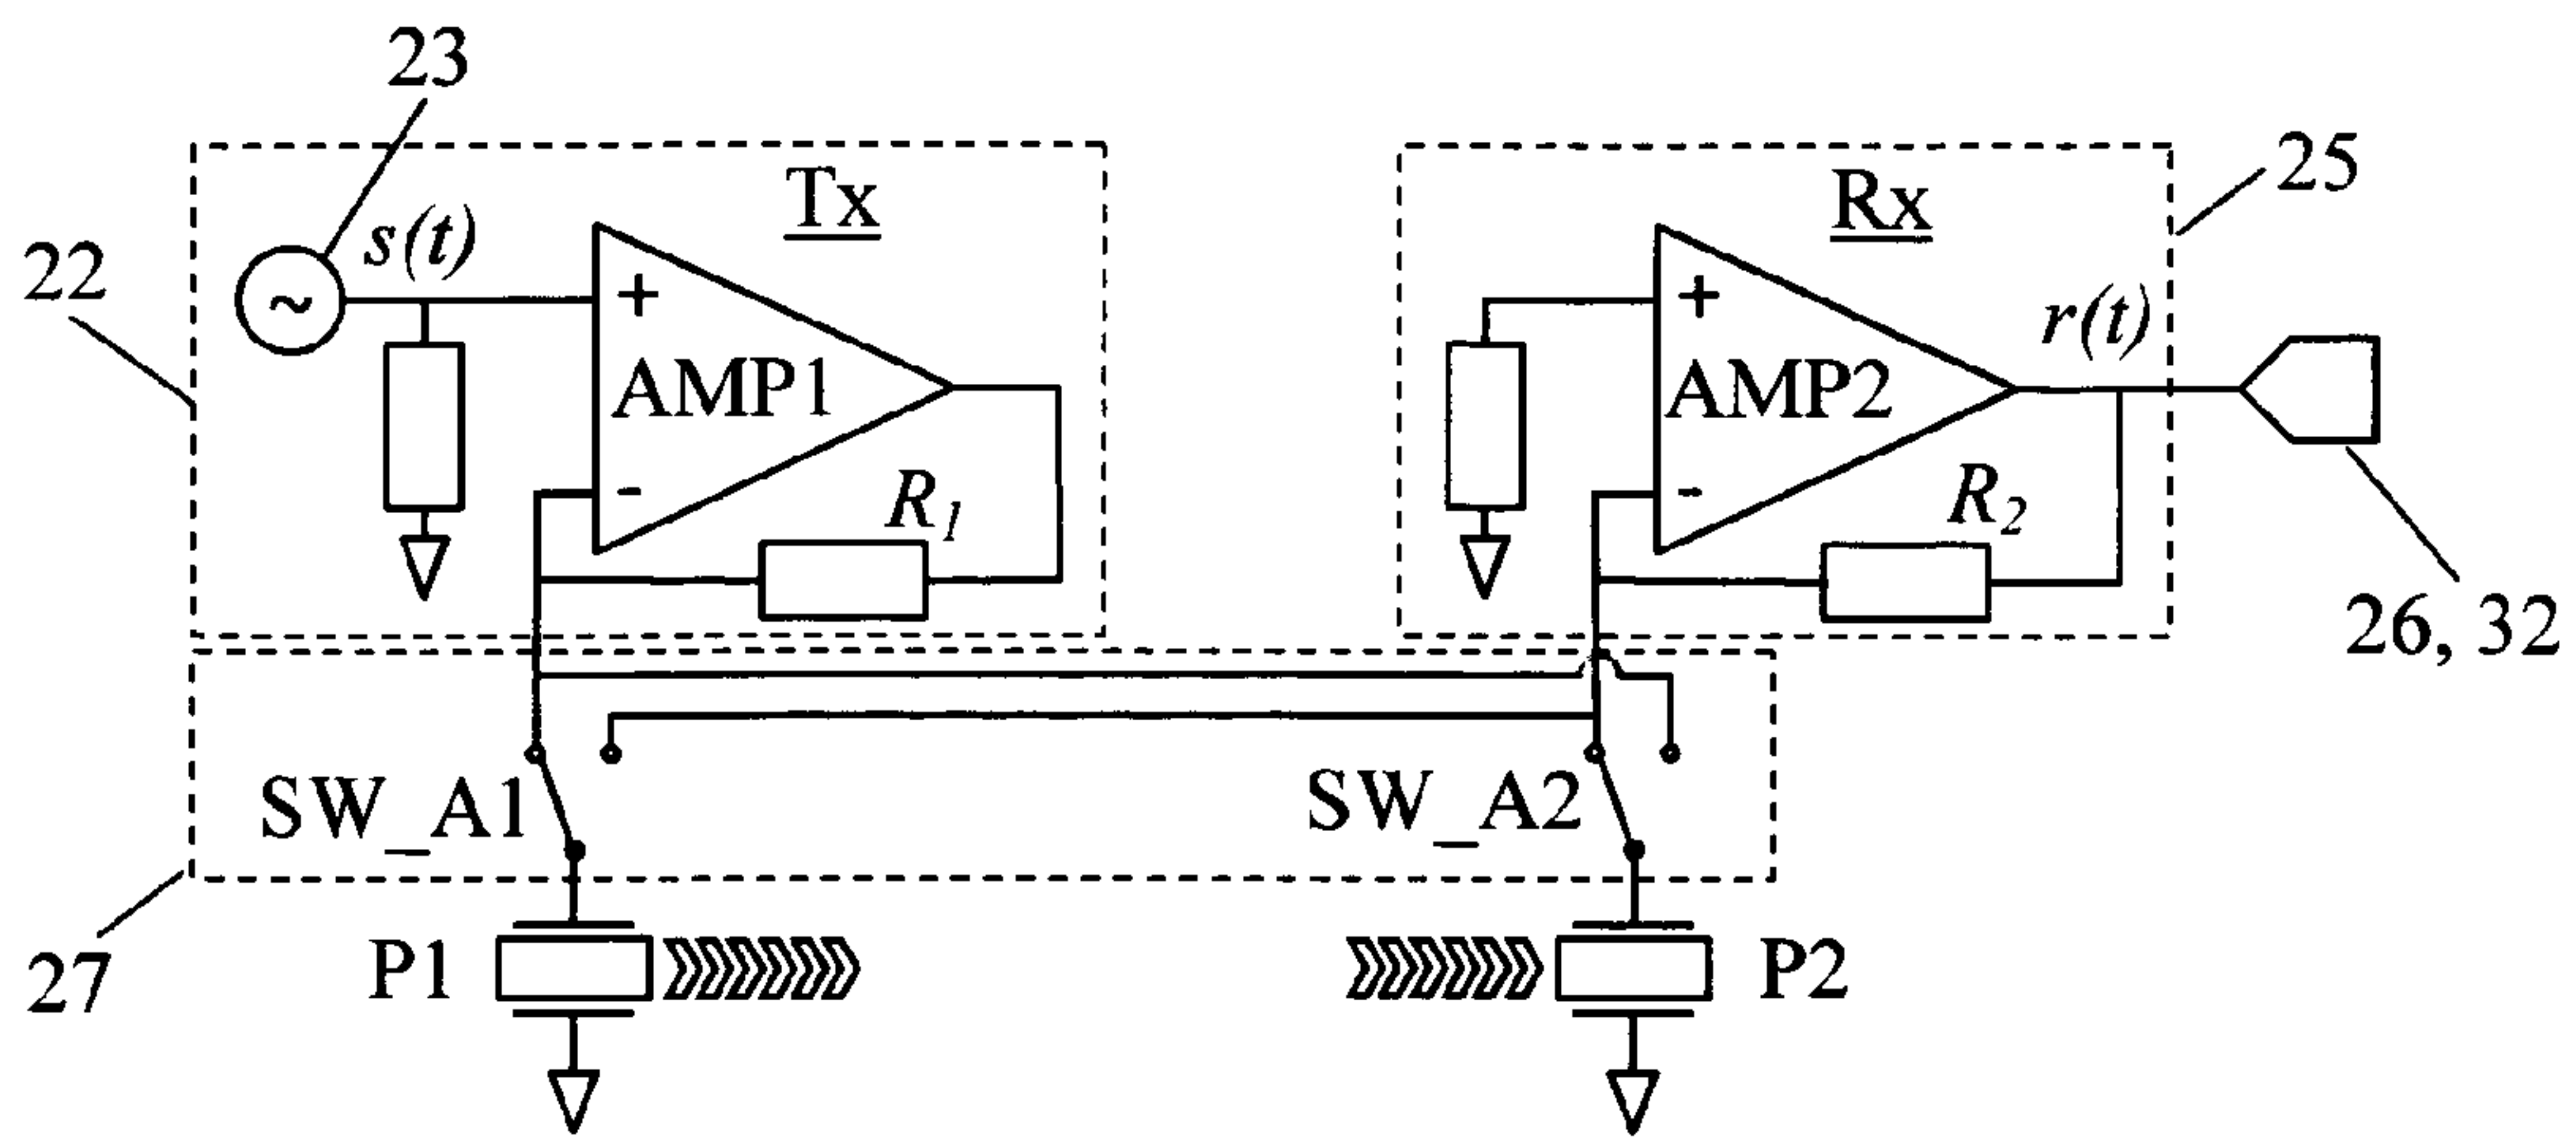 23
Tx
Rx
25
s(t)
22
+
+
r(t)
AMP1
AMP2
-
R1
-
R2
26, 32
SW_A1
SW_A2
27
P1
P2
~